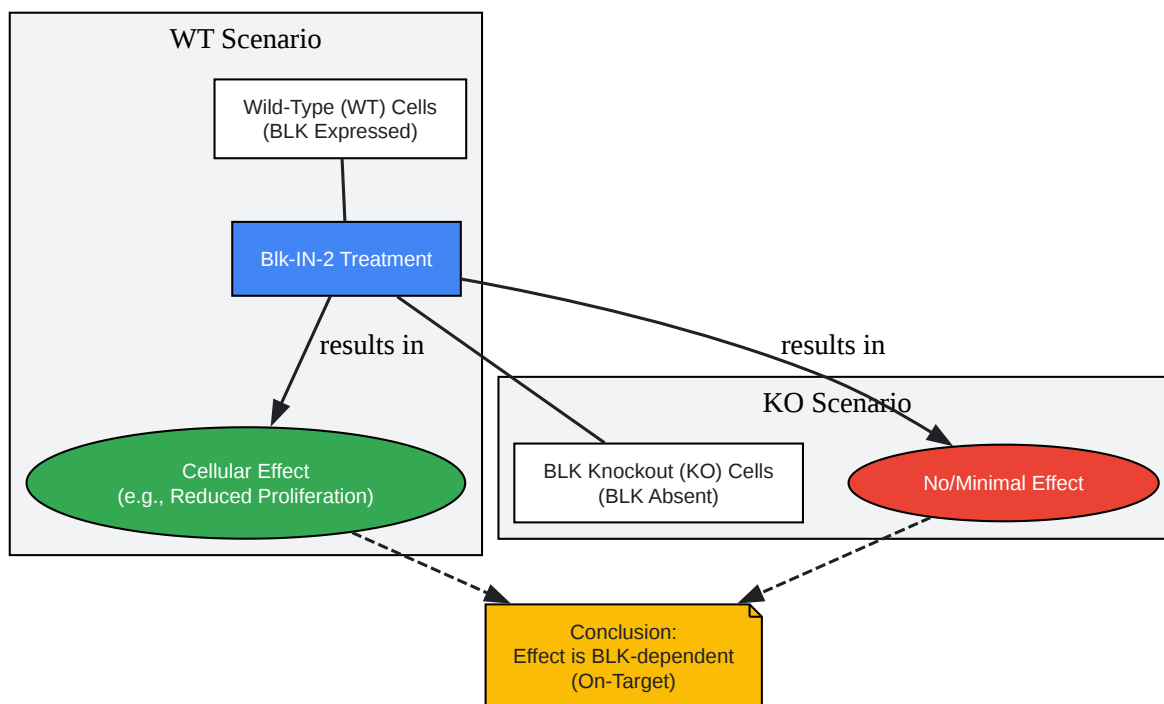 WT Scenario
Wild-Type (WT) Cells
(BLK Expressed)
Blk-IN-2 Treatment
results in
results in
KO Scenario
Cellular Effect
(e.g., Reduced Proliferation)
BLK Knockout (KO) Cells
(BLK Absent)
No/Minimal Effect
Conclusion:
Effect is BLK-dependent
(On-Target)